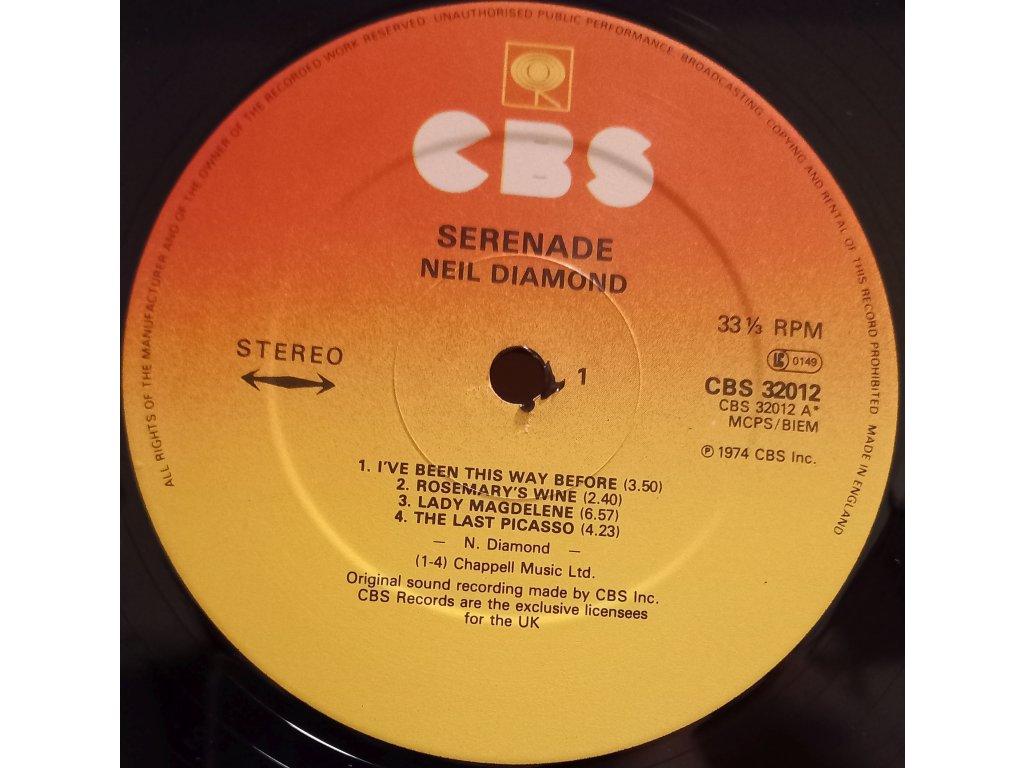 ALL RIGHTS OF THE MANUFACTURER AND OF THE OWNER OF THE RECORDED WORK RESERVED. UNAUTHORISED PUBLIC PERFORMANCE, BROADCASTING, COPYING AND RENTAL OF THIS RECORD PROHIBITED. MADE IN ENGLAND
CBS
SERENADE
NEIL DIAMOND
33 ⅓ RPM
STEREO
LC 0149
1
CBS 32012
CBS 32012 A*
MCPS/BIEM
℗ 1974 CBS Inc.
1. I'VE BEEN THIS WAY BEFORE (3.50)
2. ROSEMARY'S WINE (2.40)
3. LADY MAGDELENE (6.57)
4. THE LAST PICASSO (4.23)
— N. Diamond —
(1-4) Chappell Music Ltd.
Original sound recording made by CBS Inc.
CBS Records are the exclusive licensees
for the UK